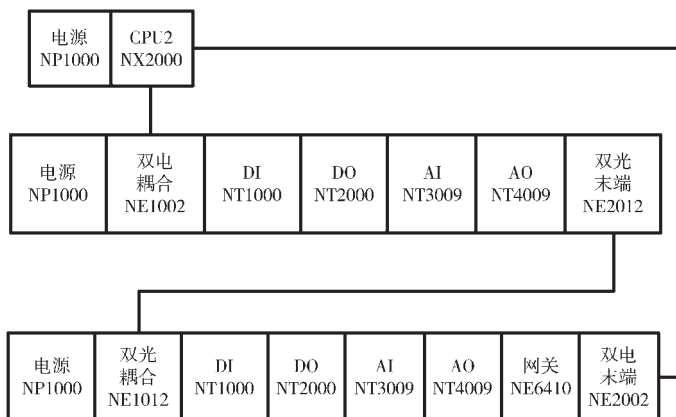 电源
NP1000
CPU2
NX2000
电源
NP1000
双电
耦合
NE1002
DI
NT1000
DO
NT2000
AI
NT3009
AO
NT4009
双光
末端
NE2012
电源
NP1000
双光
耦合
NE1012
DI
NT1000
DO
NT2000
AI
NT3009
AO
NT4009
网关
NE6410
双电
末端
NE2002